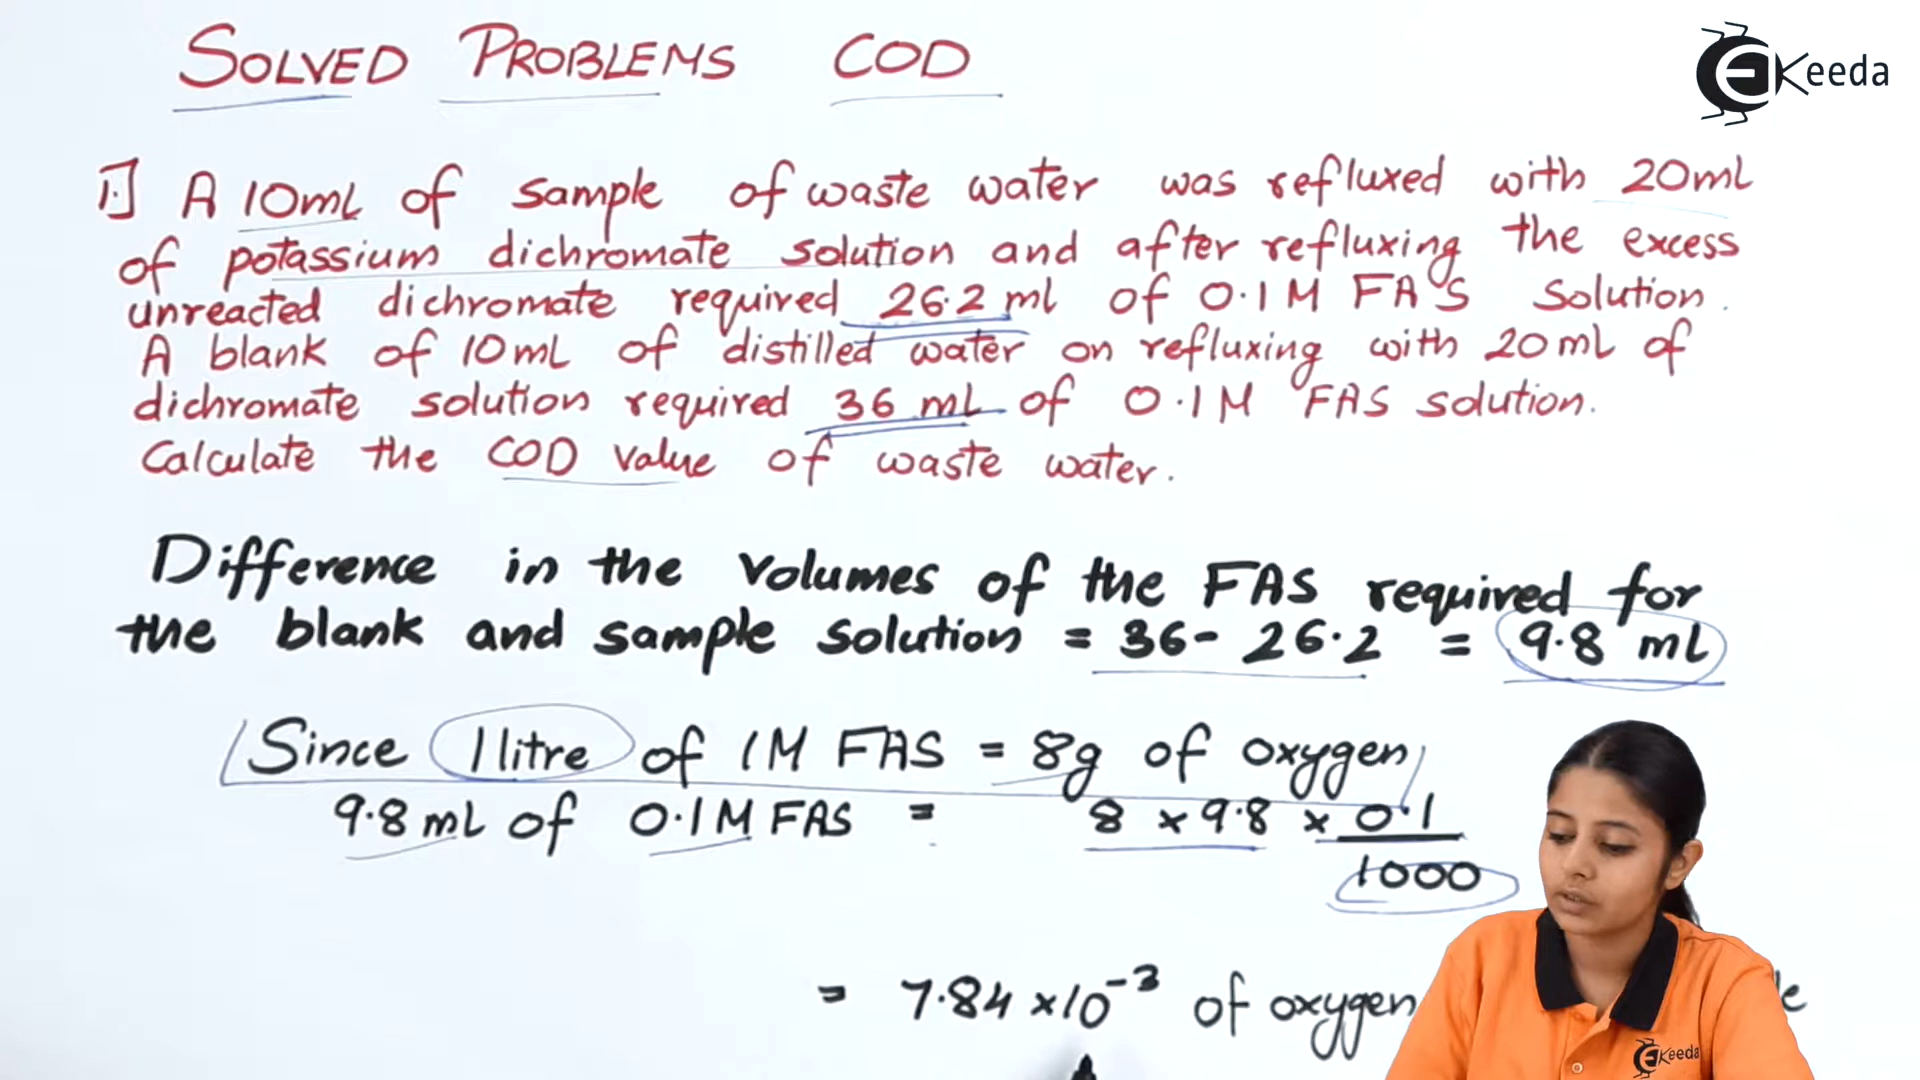 SOLVED PROBLEMS COD
EKeeda
1.] A 10ml of sample of waste water was refluxed with 20ml
of potassium dichromate solution and after refluxing the excess
unreacted dichromate required 26.2 ml of 0.1M FAS solution.
A blank of 10ml of distilled water on refluxing with 20ml of
dichromate solution required 36 ml of 0.1M FAS solution.
Calculate the COD value of waste water.
Difference in the volumes of the FAS required for
the blank and sample solution = 36 - 26.2 = 9.8 ml
Since 1 litre of 1M FAS = 8g of oxygen
9.8 ml of 0.1M FAS = 8 x 9.8 x 0.1
1000
= 7.84 x 10⁻³ of oxygen
EKeeda